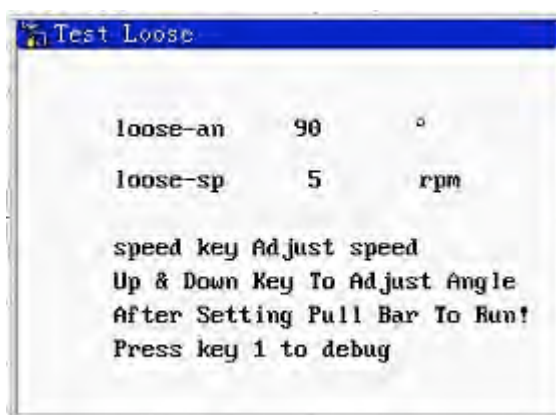 Test Loose
loose-an 90 °
loose-sp 5 rpm
speed key Adjust speed
Up & Down Key To Adjust Angle
After Setting Pull Bar To Run!
Press key 1 to debug